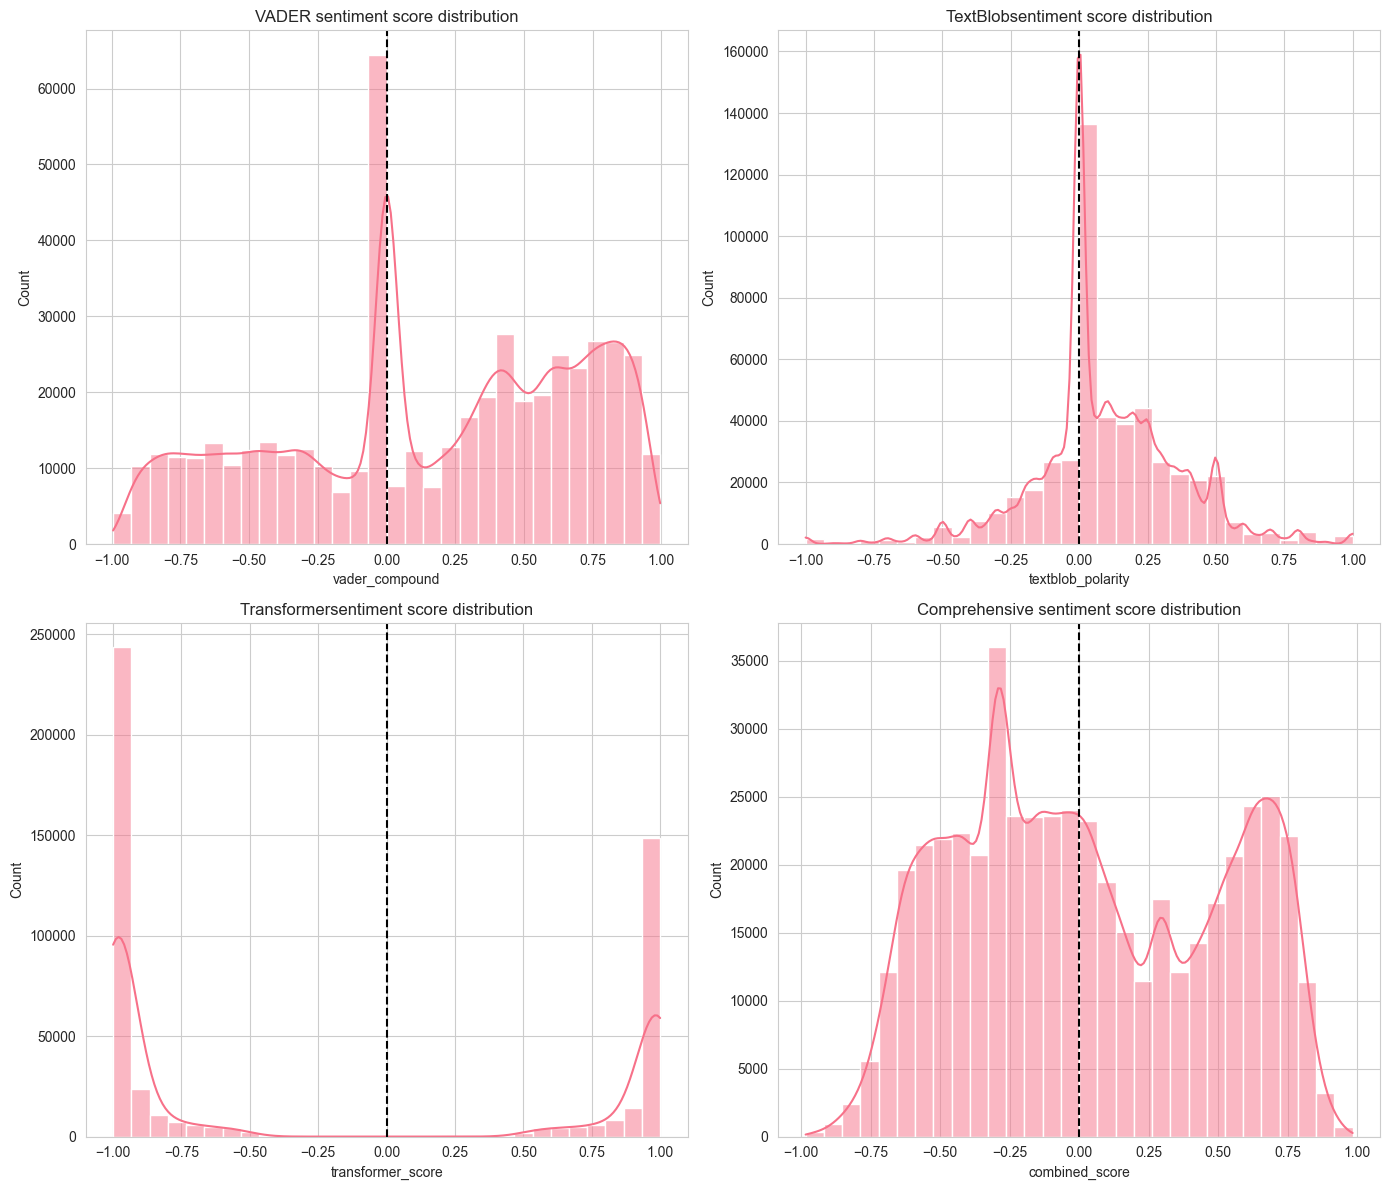 VADER sentiment score distribution
60000
50000
40000
30000
20000
10000
0
Count
−1.00 −0.75 −0.50 −0.25 0.00 0.25 0.50 0.75 1.00
vader_compound
TextBlobsentiment score distribution
160000
140000
120000
100000
80000
60000
40000
20000
0
Count
−1.00 −0.75 −0.50 −0.25 0.00 0.25 0.50 0.75 1.00
textblob_polarity
Transformersentiment score distribution
250000
200000
150000
100000
50000
0
Count
−1.00 −0.75 −0.50 −0.25 0.00 0.25 0.50 0.75 1.00
transformer_score
Comprehensive sentiment score distribution
35000
30000
25000
20000
15000
10000
5000
0
Count
−1.00 −0.75 −0.50 −0.25 0.00 0.25 0.50 0.75 1.00
combined_score